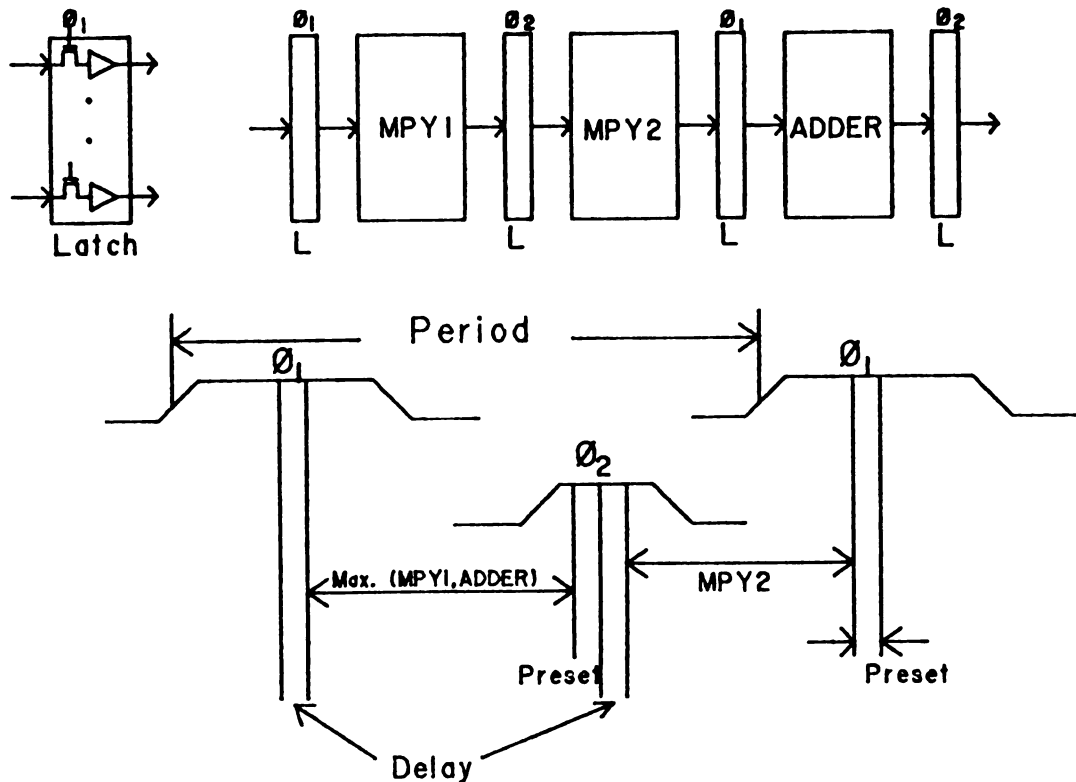 Ø₁
Latch
Ø₁ Ø₂ Ø₁ Ø₂
MPY1 MPY2 ADDER
L L L L
Period
Ø₁ Ø₁
Ø₂
Max. (MPY1,ADDER) MPY2
Preset Preset
Delay